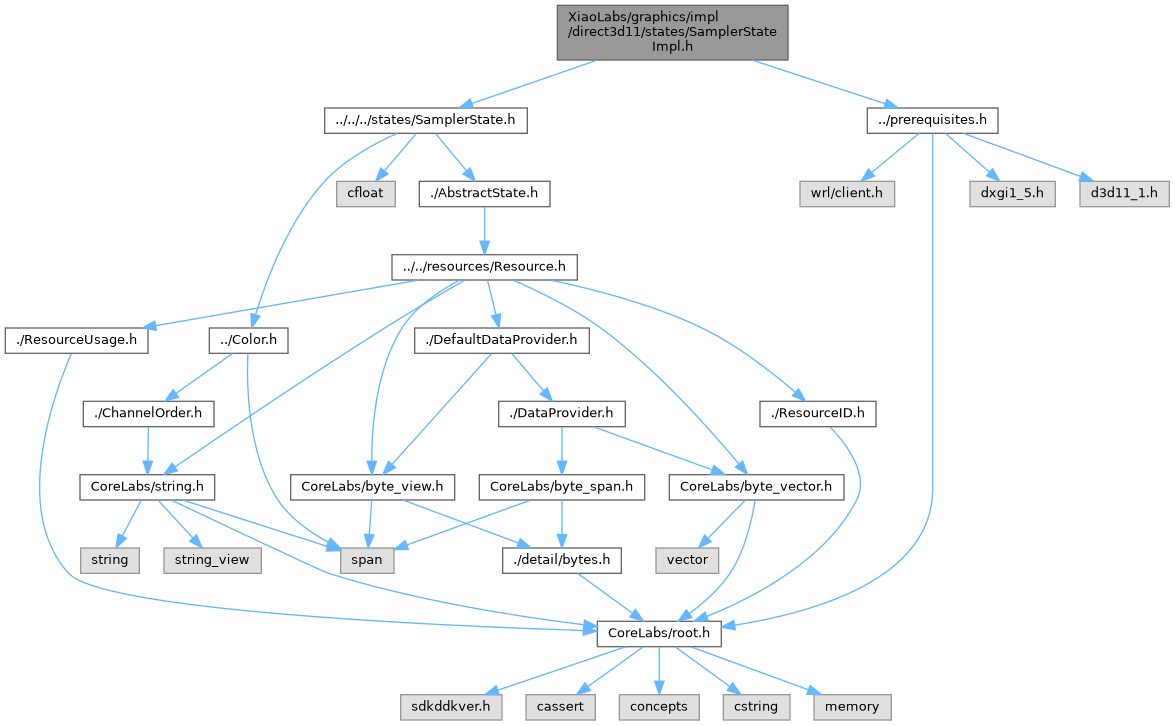 XiaoLabs/graphics/impl
/direct3d11/states/SamplerState
Impl.h
../../../states/SamplerState.h
../prerequisites.h
cfloat
./AbstractState.h
wrl/client.h
dxgi1_5.h
d3d11_1.h
../../resources/Resource.h
./ResourceUsage.h
../Color.h
./DefaultDataProvider.h
./ChannelOrder.h
./DataProvider.h
./ResourceID.h
CoreLabs/string.h
CoreLabs/byte_view.h
CoreLabs/byte_span.h
CoreLabs/byte_vector.h
string
string_view
span
./detail/bytes.h
vector
CoreLabs/root.h
sdkddkver.h
cassert
concepts
cstring
memory